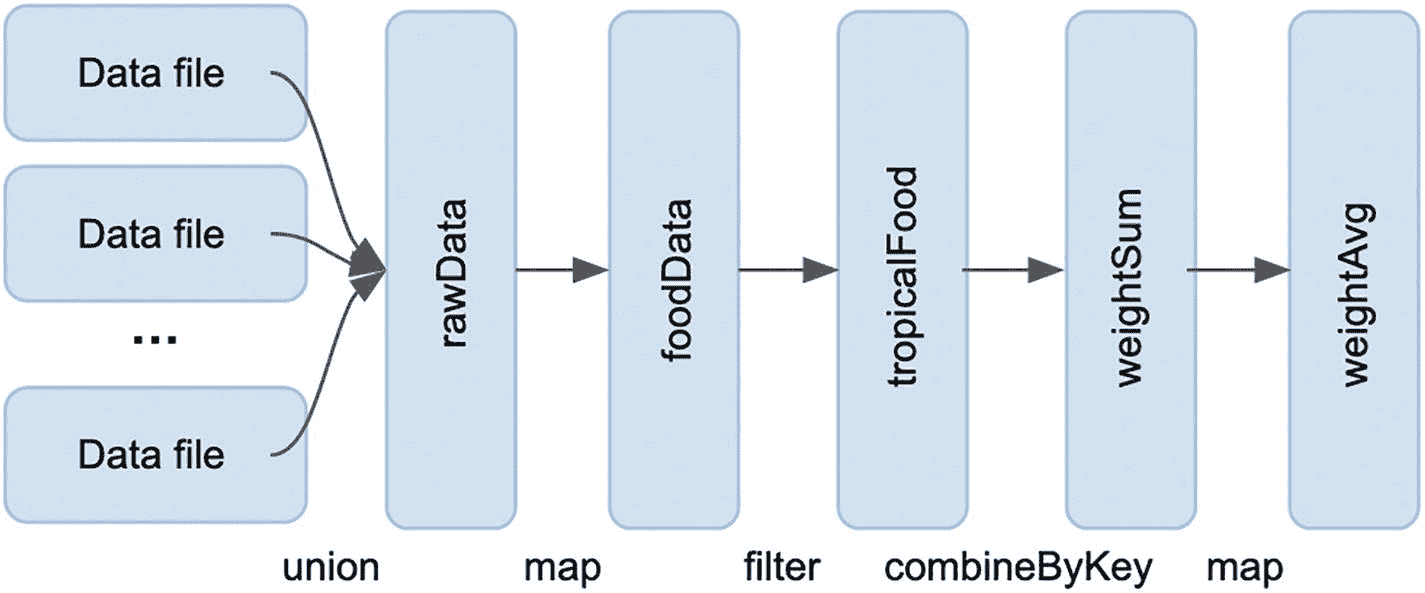 Data file
Data file
...
Data file
rawData
foodData
tropicalFood
weightSum
weightAvg
union
map
filter
combineByKey
map